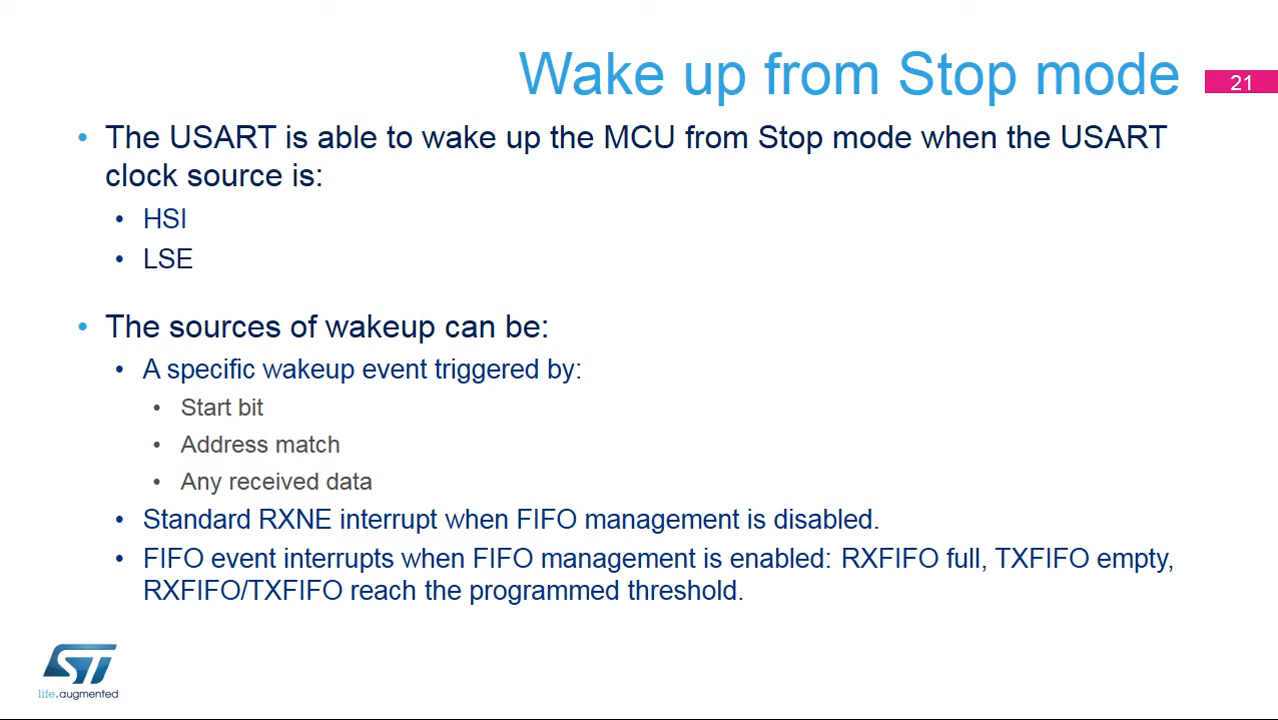 Wake up from Stop mode
21
• The USART is able to wake up the MCU from Stop mode when the USART
clock source is:
• HSI
• LSE
• The sources of wakeup can be:
• A specific wakeup event triggered by:
• Start bit
• Address match
• Any received data
• Standard RXNE interrupt when FIFO management is disabled.
• FIFO event interrupts when FIFO management is enabled: RXFIFO full, TXFIFO empty,
RXFIFO/TXFIFO reach the programmed threshold.
ST
life.augmented